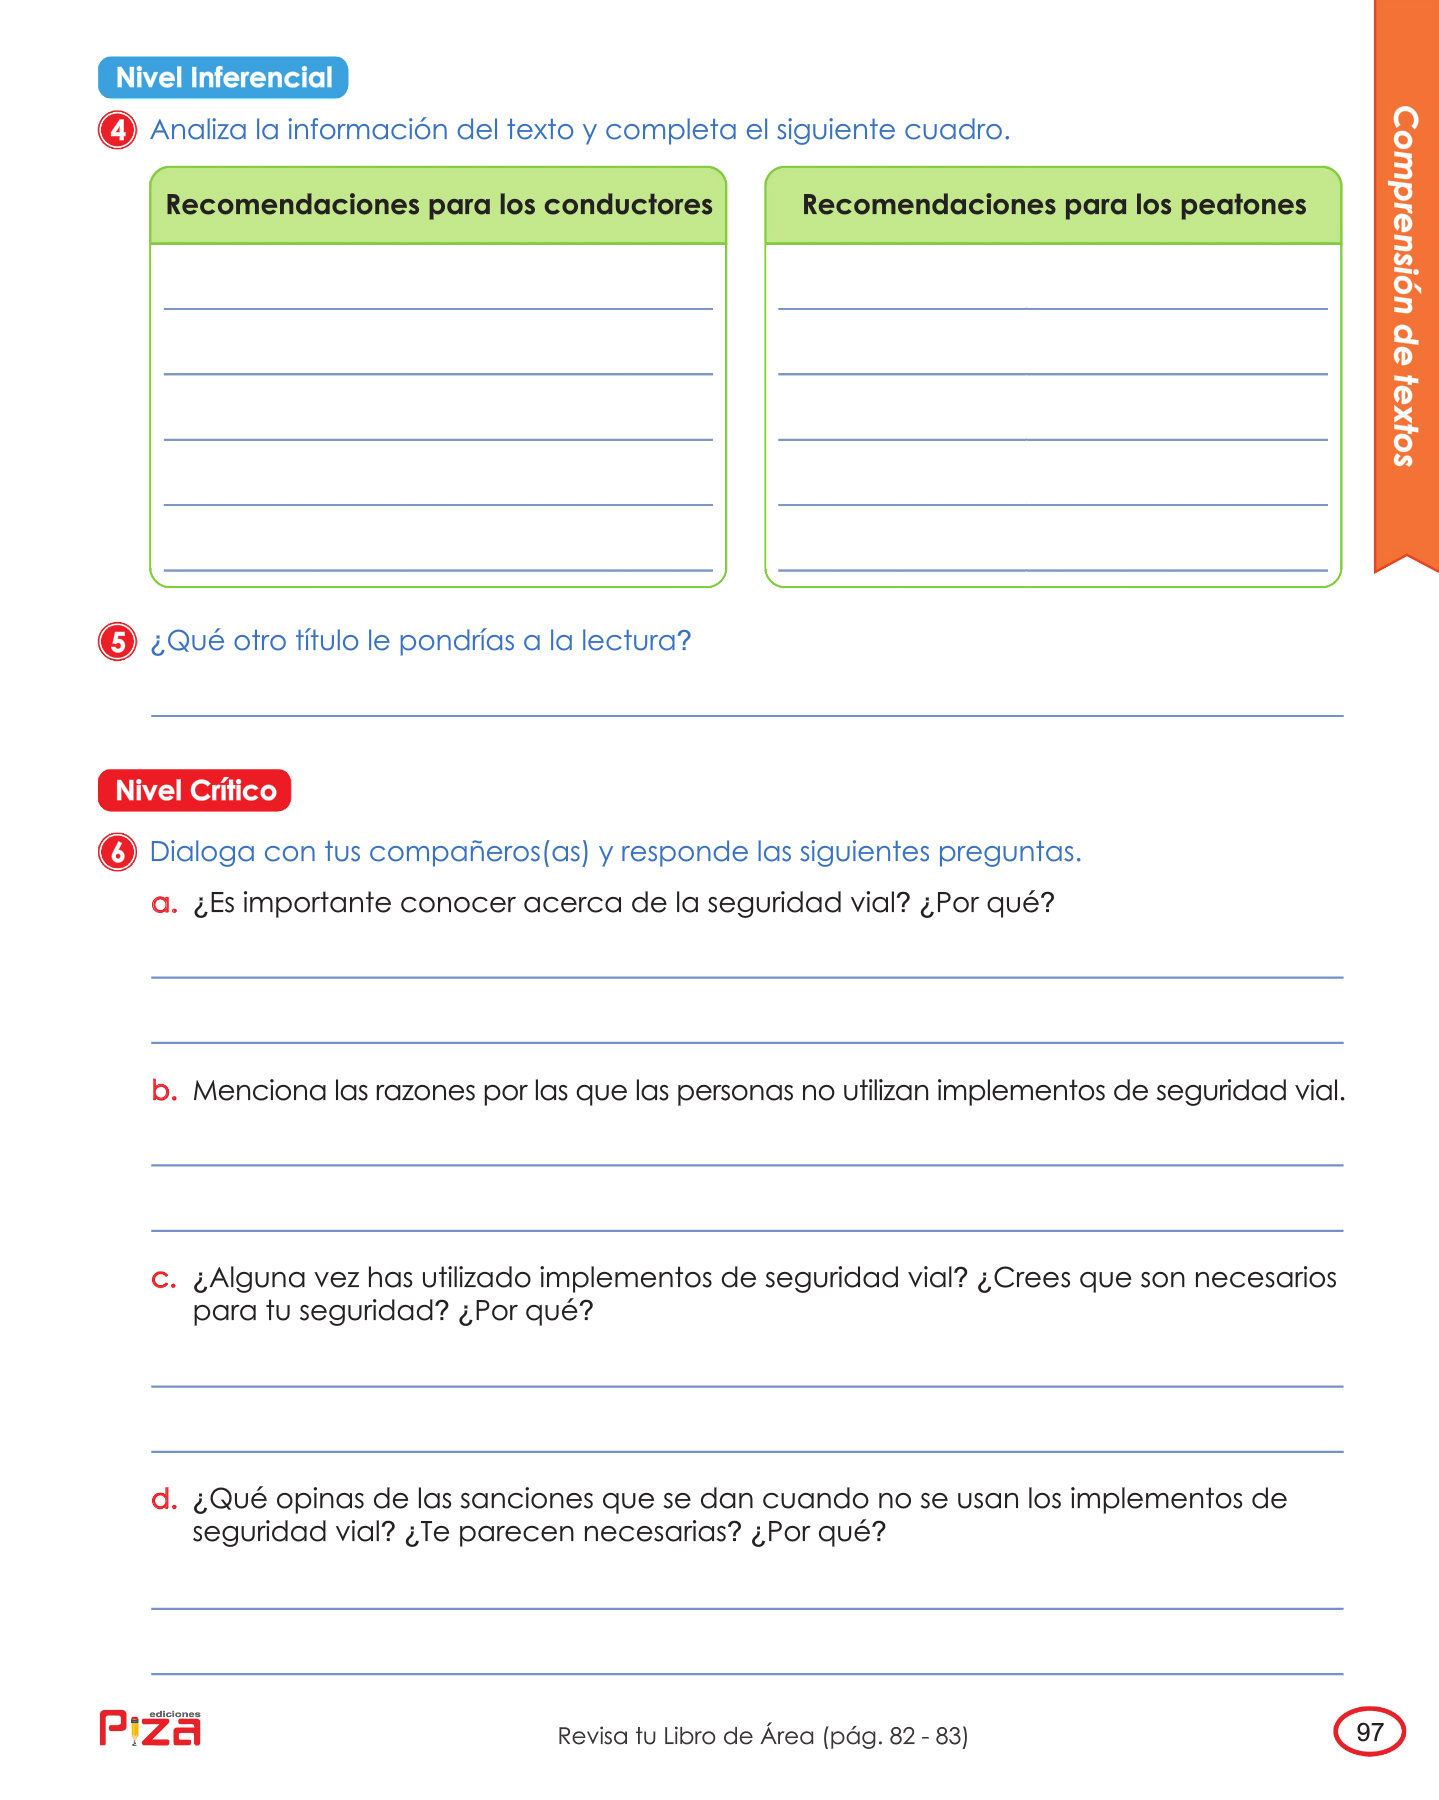 Nivel Inferencial
4 Analiza la información del texto y completa el siguiente cuadro.
Recomendaciones para los conductores
Recomendaciones para los peatones
5 ¿Qué otro título le pondrías a la lectura?
Nivel Crítico
6 Dialoga con tus compañeros(as) y responde las siguientes preguntas.
a. ¿Es importante conocer acerca de la seguridad vial? ¿Por qué?
b. Menciona las razones por las que las personas no utilizan implementos de seguridad vial.
c. ¿Alguna vez has utilizado implementos de seguridad vial? ¿Crees que son necesarios
para tu seguridad? ¿Por qué?
d. ¿Qué opinas de las sanciones que se dan cuando no se usan los implementos de
seguridad vial? ¿Te parecen necesarias? ¿Por qué?
Comprensión de textos
ediciones
Piza
Revisa tu Libro de Área (pág. 82 - 83)
97